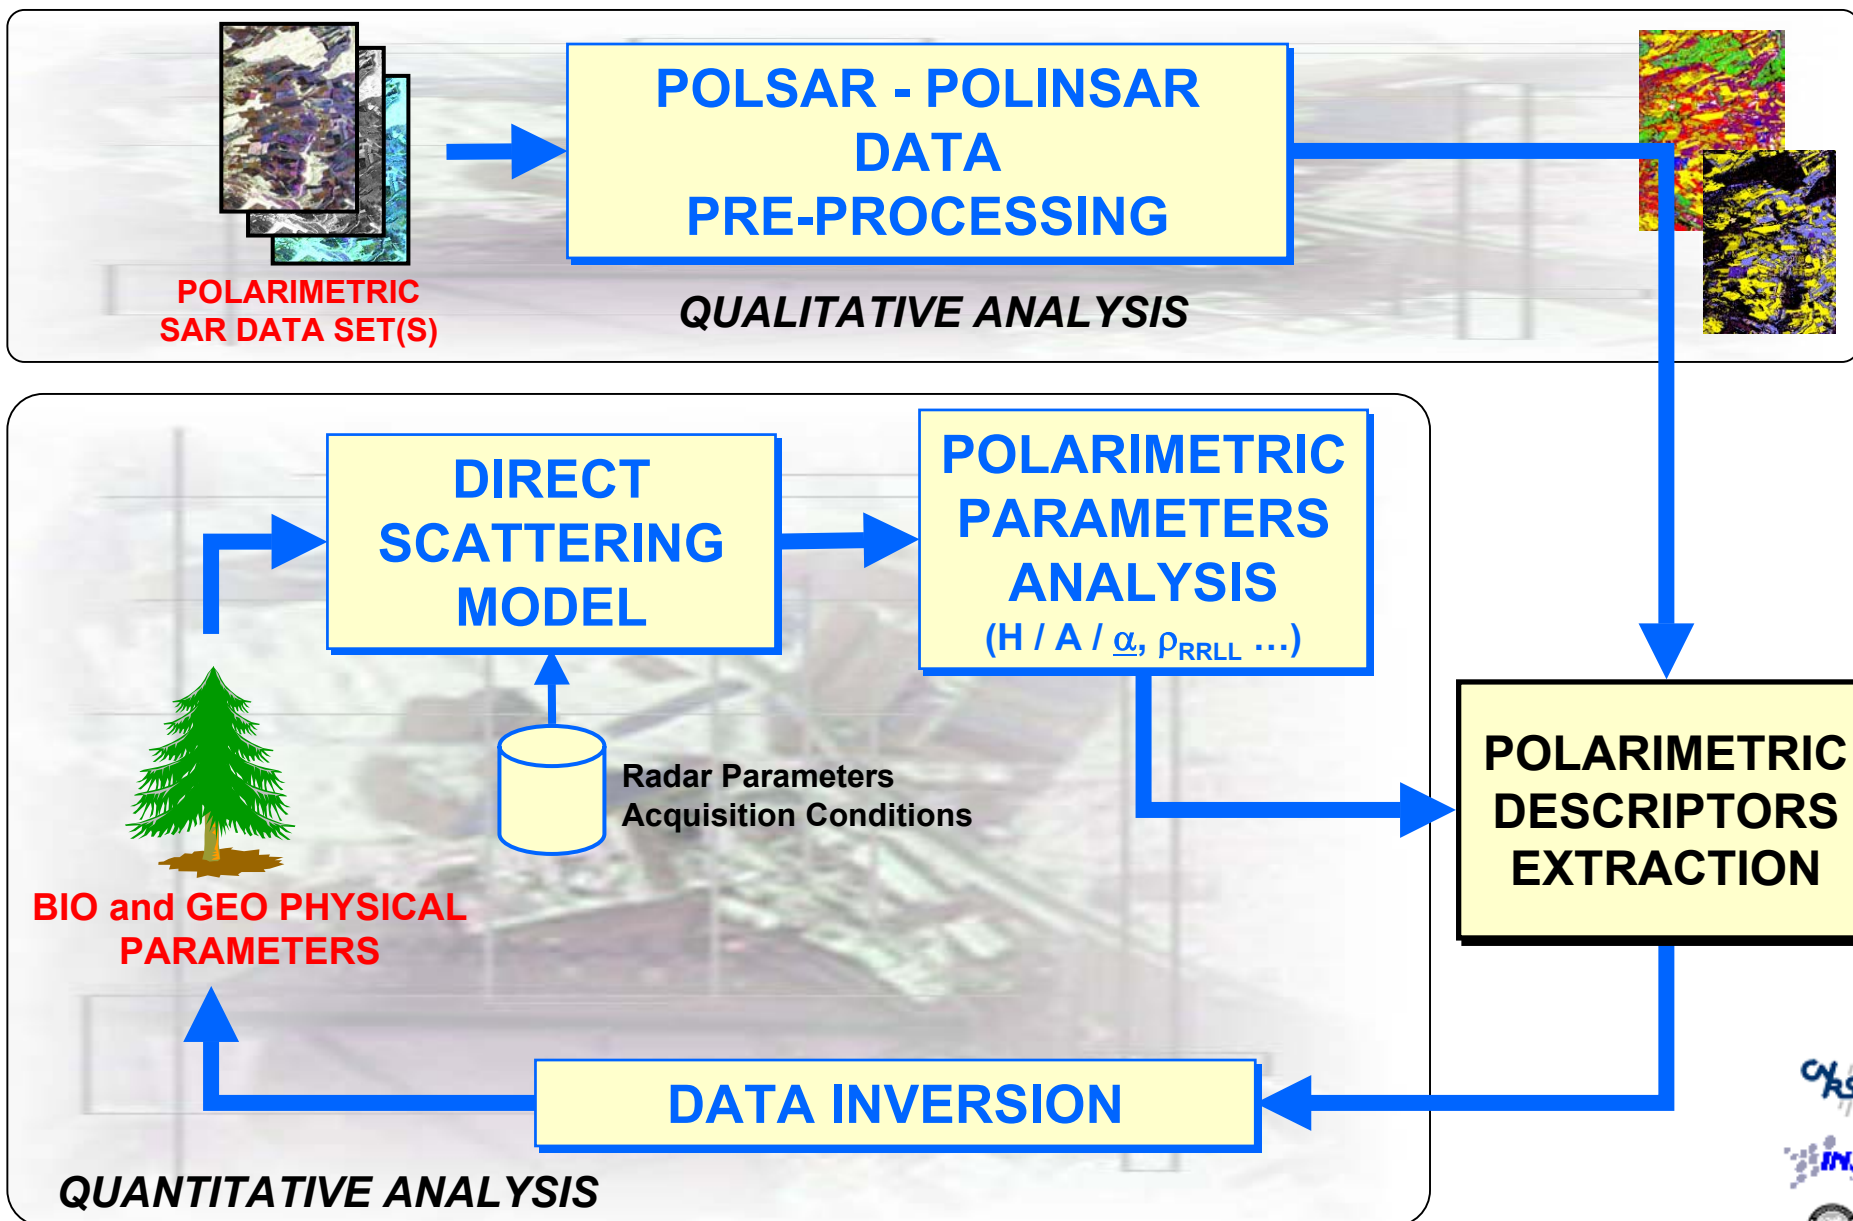 POLSAR - POLINSAR
DATA
PRE-PROCESSING
POLARIMETRIC
SAR DATA SET(S)
QUALITATIVE ANALYSIS
DIRECT
SCATTERING
MODEL
POLARIMETRIC
PARAMETERS
ANALYSIS
(H / A / α, ρRRLL ...)
Radar Parameters
Acquisition Conditions
BIO and GEO PHYSICAL
PARAMETERS
POLARIMETRIC
DESCRIPTORS
EXTRACTION
DATA INVERSION
QUANTITATIVE ANALYSIS